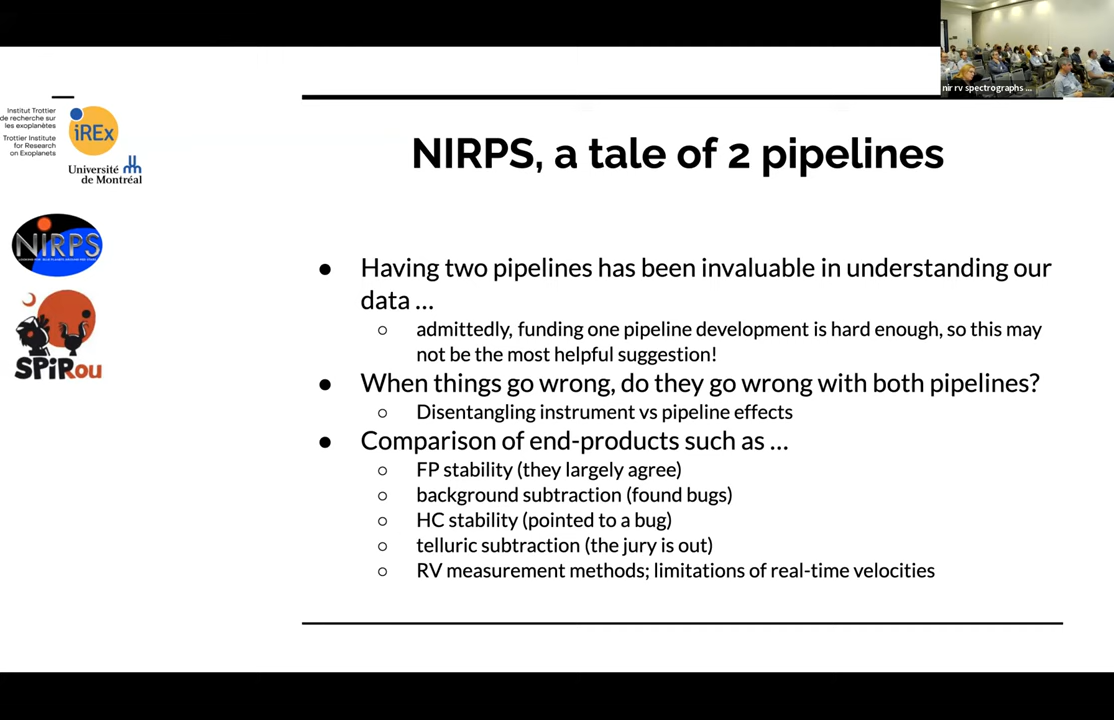 nir rv spectrographs ...
Institut Trottier
de recherche sur
les exoplanètes
Trottier Institute
for Research
on Exoplanets
iREx
Université
de Montréal
NIRPS
SPiRou
NIRPS, a tale of 2 pipelines
● Having two pipelines has been invaluable in understanding our
data ...
○ admittedly, funding one pipeline development is hard enough, so this may
not be the most helpful suggestion!
● When things go wrong, do they go wrong with both pipelines?
○ Disentangling instrument vs pipeline effects
● Comparison of end-products such as ...
○ FP stability (they largely agree)
○ background subtraction (found bugs)
○ HC stability (pointed to a bug)
○ telluric subtraction (the jury is out)
○ RV measurement methods; limitations of real-time velocities